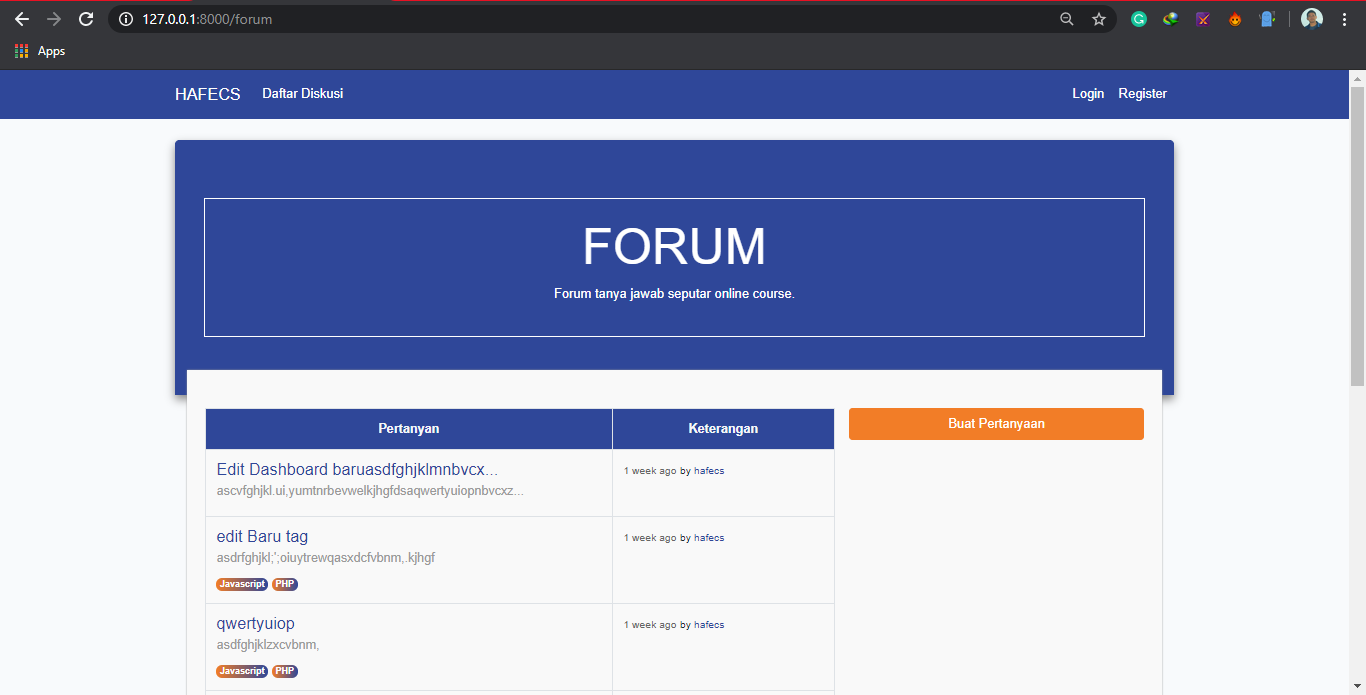 127.0.0.1:8000/forum
Apps
HAFECS Daftar Diskusi Login Register
FORUM
Forum tanya jawab seputar online course.
Pertanyan Keterangan Buat Pertanyaan
Edit Dashboard baruasdfghjklmnbvcx... 1 week ago by hafecs
ascvfghjkl.ui,yumtnrbevwelkjhgfdsaqwertyuiopnbvcxz...
edit Baru tag 1 week ago by hafecs
asdrfghjkl;';oiuytrewqasxdcfvbnm,.kjhgf
Javascript PHP
qwertyuiop 1 week ago by hafecs
asdfghjklzxcvbnm,
Javascript PHP